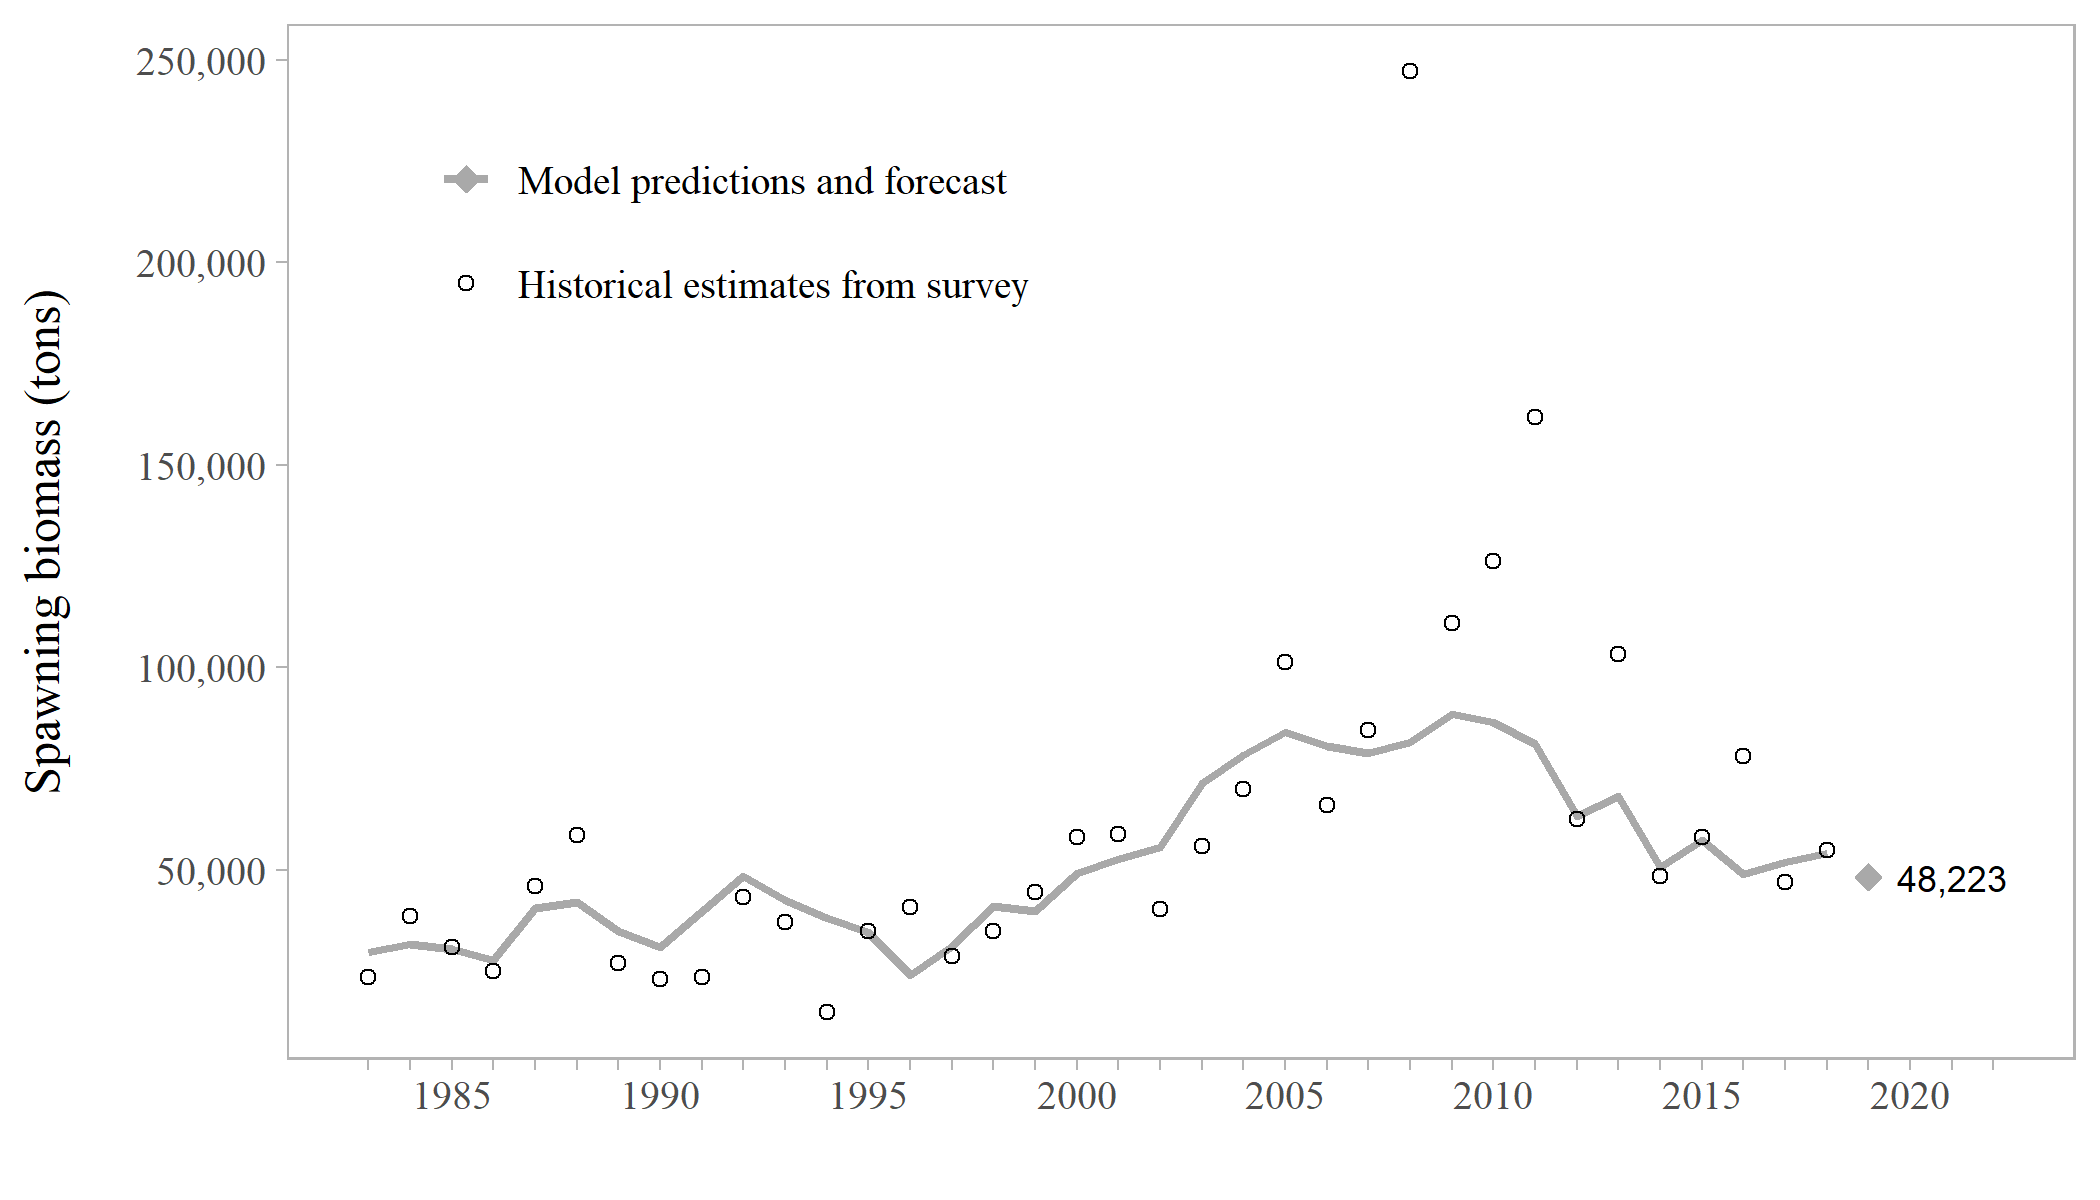 Spawning biomass (tons)
250,000
200,000
150,000
100,000
50,000
Model predictions and forecast
Historical estimates from survey
48,223
1985 1990 1995 2000 2005 2010 2015 2020